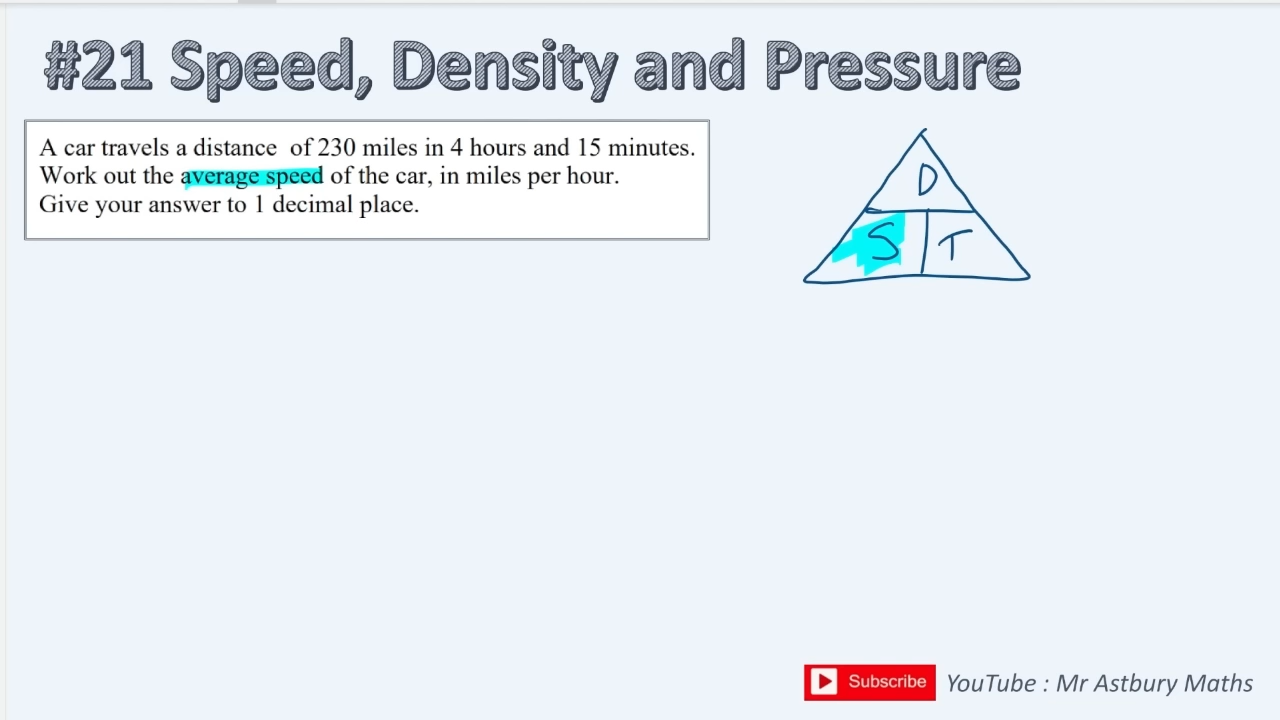 #21 Speed, Density and Pressure
A car travels a distance of 230 miles in 4 hours and 15 minutes.
Work out the average speed of the car, in miles per hour.
Give your answer to 1 decimal place.
D
S T
Subscribe YouTube : Mr Astbury Maths